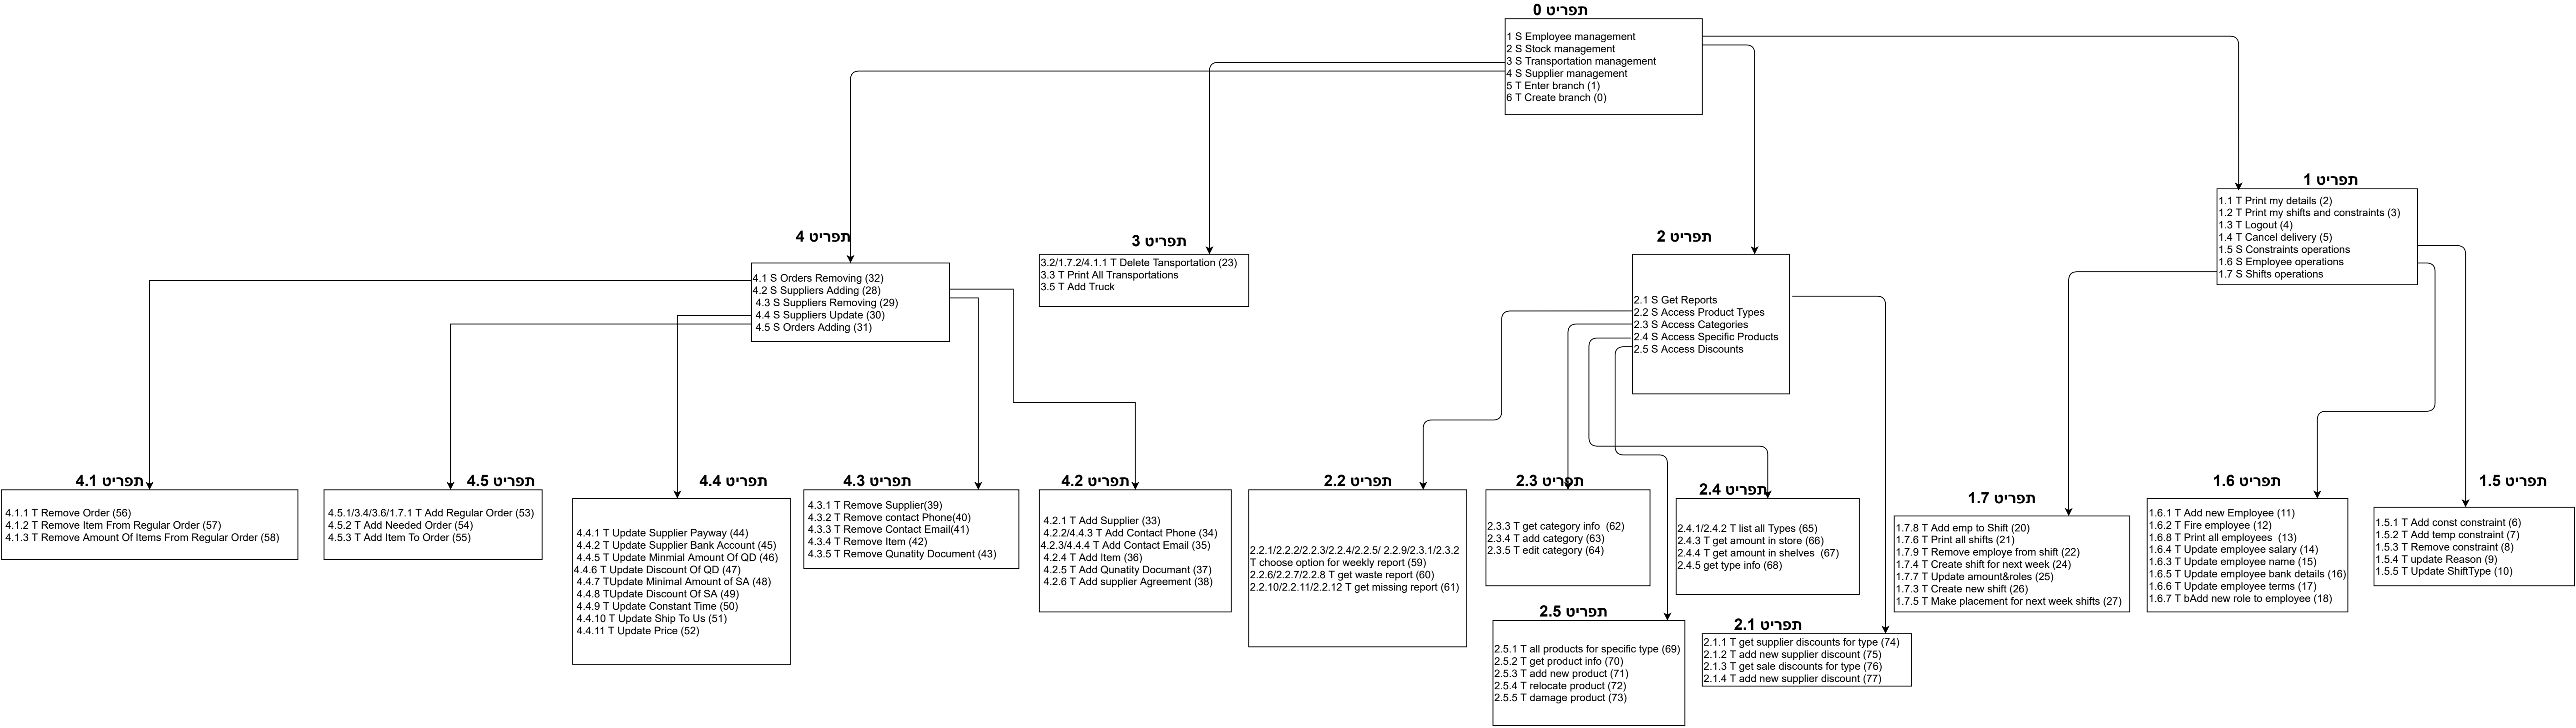 תפריט 0
1 S Employee management
2 S Stock management
3 S Transportation management
4 S Supplier management
5 T Enter branch (1)
6 T Create branch (0)
תפריט 1
1.1 T Print my details (2)
1.2 T Print my shifts and constraints (3)
1.3 T Logout (4)
1.4 T Cancel delivery (5)
1.5 S Constraints operations
1.6 S Employee operations
1.7 S Shifts operations
תפריט 4
4.1 S Orders Removing (32)
4.2 S Suppliers Adding (28)
4.3 S Suppliers Removing (29)
4.4 S Suppliers Update (30)
4.5 S Orders Adding (31)
תפריט 3
3.2/1.7.2/4.1.1 T Delete Tansportation (23)
3.3 T Print All Transportations
3.5 T Add Truck
תפריט 2
2.1 S Get Reports
2.2 S Access Product Types
2.3 S Access Categories
2.4 S Access Specific Products
2.5 S Access Discounts
תפריט 4.1
4.1.1 T Remove Order (56)
4.1.2 T Remove Item From Regular Order (57)
4.1.3 T Remove Amount Of Items From Regular Order (58)
תפריט 4.5
4.5.1/3.4/3.6/1.7.1 T Add Regular Order (53)
4.5.2 T Add Needed Order (54)
4.5.3 T Add Item To Order (55)
תפריט 4.4
4.4.1 T Update Supplier Payway (44)
4.4.2 T Update Supplier Bank Account (45)
4.4.5 T Update Minmial Amount Of QD (46)
4.4.6 T Update Discount Of QD (47)
4.4.7 TUpdate Minimal Amount of SA (48)
4.4.8 TUpdate Discount Of SA (49)
4.4.9 T Update Constant Time (50)
4.4.10 T Update Ship To Us (51)
4.4.11 T Update Price (52)
תפריט 4.3
4.3.1 T Remove Supplier(39)
4.3.2 T Remove contact Phone(40)
4.3.3 T Remove Contact Email(41)
4.3.4 T Remove Item (42)
4.3.5 T Remove Qunatity Document (43)
תפריט 4.2
4.2.1 T Add Supplier (33)
4.2.2/4.4.3 T Add Contact Phone (34)
4.2.3/4.4.4 T Add Contact Email (35)
4.2.4 T Add Item (36)
4.2.5 T Add Qunatity Documant (37)
4.2.6 T Add supplier Agreement (38)
תפריט 2.2
2.2.1/2.2.2/2.2.3/2.2.4/2.2.5/ 2.2.9/2.3.1/2.3.2
T choose option for weekly report (59)
2.2.6/2.2.7/2.2.8 T get waste report (60)
2.2.10/2.2.11/2.2.12 T get missing report (61)
תפריט 2.3
2.3.3 T get category info (62)
2.3.4 T add category (63)
2.3.5 T edit category (64)
תפריט 2.4
2.4.1/2.4.2 T list all Types (65)
2.4.3 T get amount in store (66)
2.4.4 T get amount in shelves (67)
2.4.5 get type info (68)
תפריט 2.5
2.5.1 T all products for specific type (69)
2.5.2 T get product info (70)
2.5.3 T add new product (71)
2.5.4 T relocate product (72)
2.5.5 T damage product (73)
תפריט 2.1
2.1.1 T get supplier discounts for type (74)
2.1.2 T add new supplier discount (75)
2.1.3 T get sale discounts for type (76)
2.1.4 T add new supplier discount (77)
תפריט 1.7
1.7.8 T Add emp to Shift (20)
1.7.6 T Print all shifts (21)
1.7.9 T Remove employe from shift (22)
1.7.4 T Create shift for next week (24)
1.7.7 T Update amount&roles (25)
1.7.3 T Create new shift (26)
1.7.5 T Make placement for next week shifts (27)
תפריט 1.6
1.6.1 T Add new Employee (11)
1.6.2 T Fire employee (12)
1.6.8 T Print all employees (13)
1.6.4 T Update employee salary (14)
1.6.3 T Update employee name (15)
1.6.5 T Update employee bank details (16)
1.6.6 T Update employee terms (17)
1.6.7 T bAdd new role to employee (18)
תפריט 1.5
1.5.1 T Add const constraint (6)
1.5.2 T Add temp constraint (7)
1.5.3 T Remove constraint (8)
1.5.4 T update Reason (9)
1.5.5 T Update ShiftType (10)